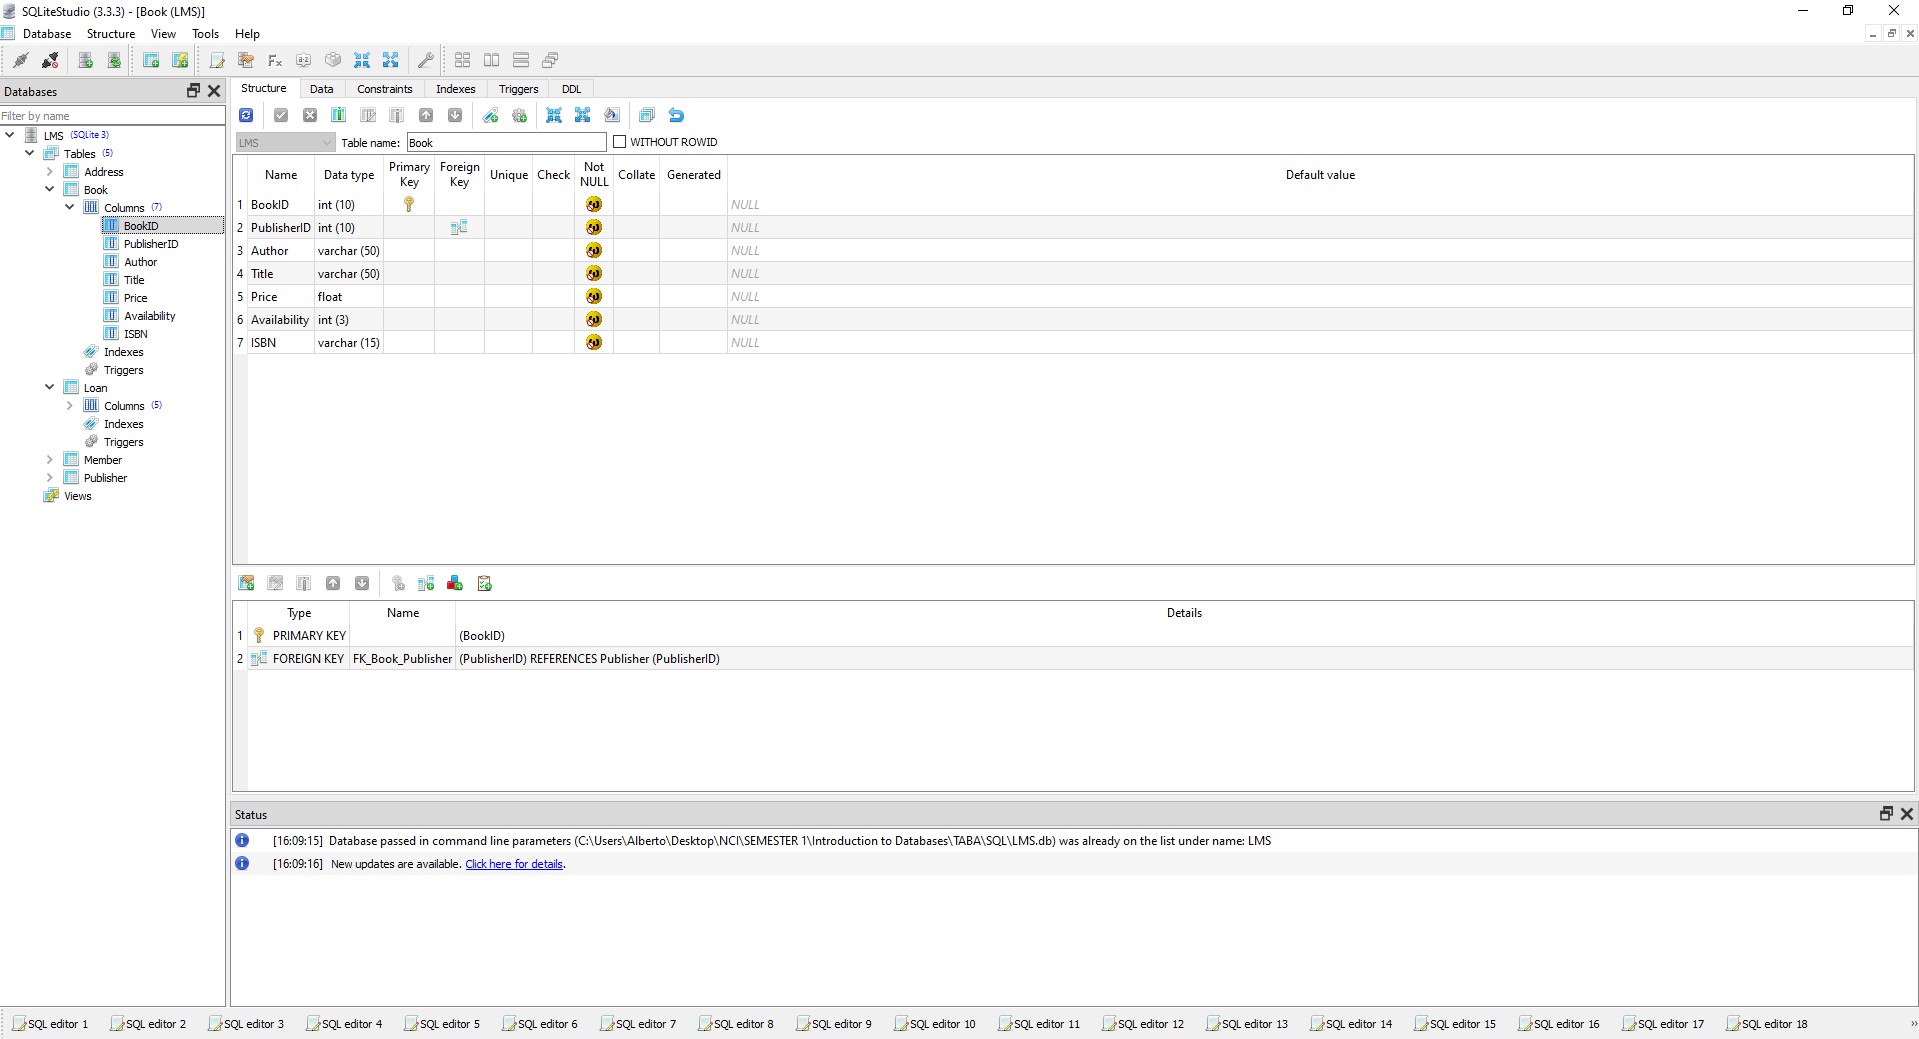 SQLiteStudio (3.3.3) - [Book (LMS)]
Database Structure View Tools Help
Databases
Filter by name
LMS (SQLite 3)
Tables (5)
Address
Book
Columns (7)
BookID
PublisherID
Author
Title
Price
Availability
ISBN
Indexes
Triggers
Loan
Columns (5)
Indexes
Triggers
Member
Publisher
Views
Structure Data Constraints Indexes Triggers DDL
LMS Table name: Book WITHOUT ROWID
Name Data type Primary Key Foreign Key Unique Check Not NULL Collate Generated Default value
1 BookID int (10) NULL
2 PublisherID int (10) NULL
3 Author varchar (50) NULL
4 Title varchar (50) NULL
5 Price float NULL
6 Availability int (3) NULL
7 ISBN varchar (15) NULL
Type Name Details
1 PRIMARY KEY (BookID)
2 FOREIGN KEY FK_Book_Publisher (PublisherID) REFERENCES Publisher (PublisherID)
Status
[16:09:15] Database passed in command line parameters (C:\Users\Alberto\Desktop\NCI\SEMESTER 1\Introduction to Databases\TABA\SQL\LMS.db) was already on the list under name: LMS
[16:09:16] New updates are available. Click here for details.
SQL editor 1 SQL editor 2 SQL editor 3 SQL editor 4 SQL editor 5 SQL editor 6 SQL editor 7 SQL editor 8 SQL editor 9 SQL editor 10 SQL editor 11 SQL editor 12 SQL editor 13 SQL editor 14 SQL editor 15 SQL editor 16 SQL editor 17 SQL editor 18 »